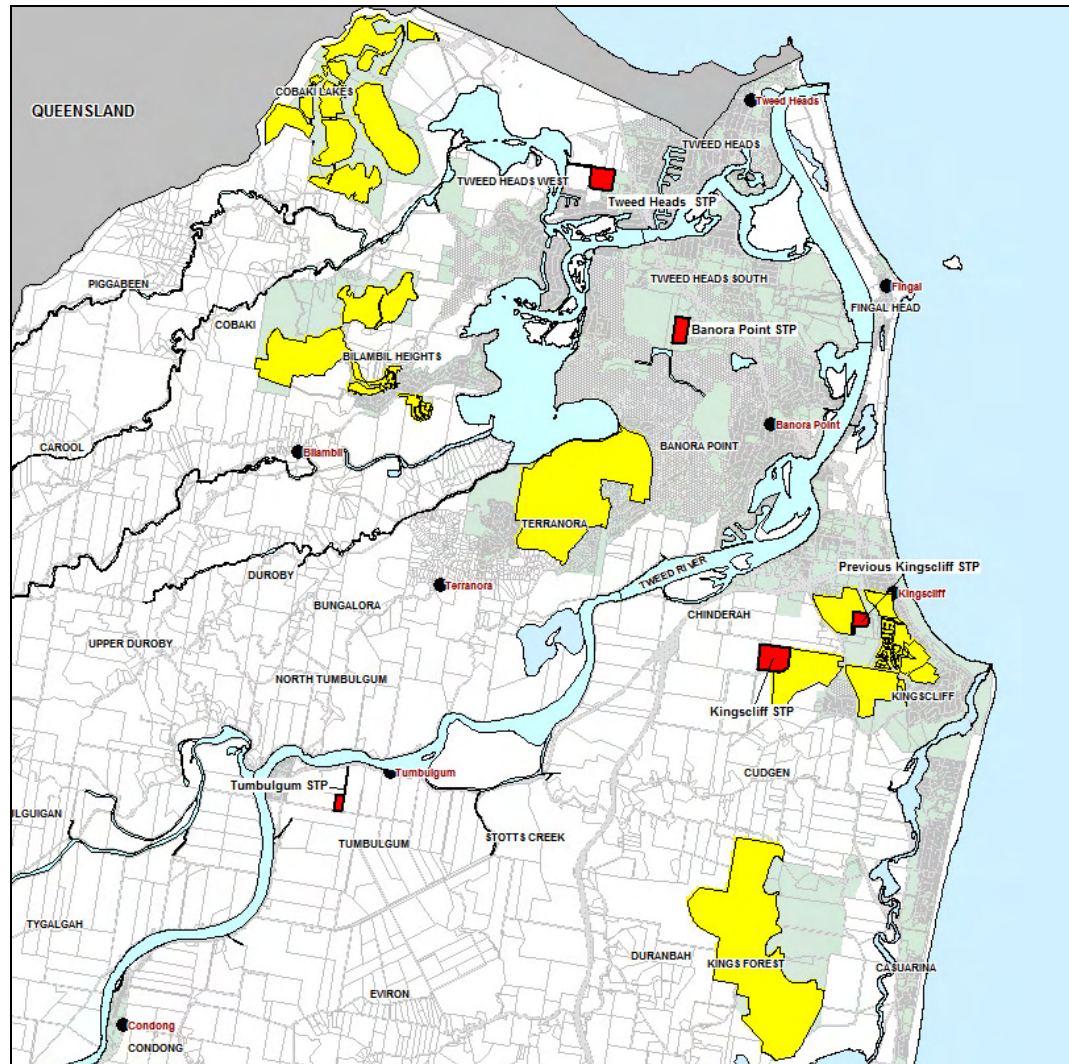 QUEENSLAND
COBAKI LAKES
Tweed Heads
TWEED HEADS
TWEED HEADS WEST
Tweed Heads STP
PIGGABEEN
TWEED HEADS SOUTH
Fingal
FINGAL HEAD
COBAKI
Banora Point STP
BILAMBIL HEIGHTS
Banora Point
CAROOL
Bilambil
BANORA POINT
TERRANORA
DUROBY
TWEED RIVER
Previous Kingscliff STP
Terranora
Kingscliff
BUNGALORA
CHINDERAH
UPPER DUROBY
NORTH TUMBULGUM
KINGSCLIFF
Kingscliff STP
Tumbulgum
CUDGEN
Tumbulgum STP
ULGUIGAN
TUMBULGUM
STOTTS CREEK
TYGALGAH
DURANBAH
KINGS FOREST
CASUARINA
EVIRON
Condong
CONDONG